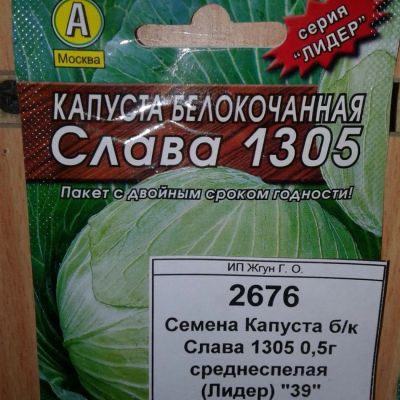 А
Москва
серия
"ЛИДЕР"
КАПУСТА БЕЛОКОЧАННАЯ
Слава 1305
Пакет с двойным сроком годности!
ИП Жгун Г. О.
2676
Семена Капуста б/к
Слава 1305 0,5г
среднеспелая
(Лидер) "39"